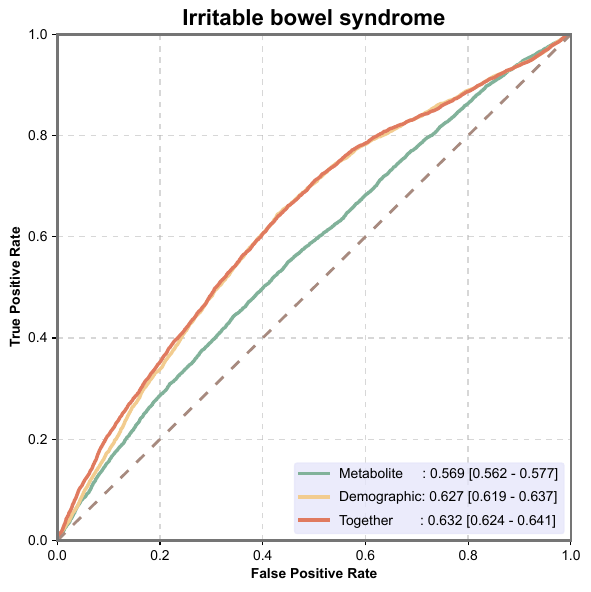 Irritable bowel syndrome
1.0
0.8
0.6
0.4
0.2
0.0
True Positive Rate
Metabolite : 0.569 [0.562 - 0.577]
Demographic: 0.627 [0.619 - 0.637]
Together : 0.632 [0.624 - 0.641]
0.0 0.2 0.4 0.6 0.8 1.0
False Positive Rate